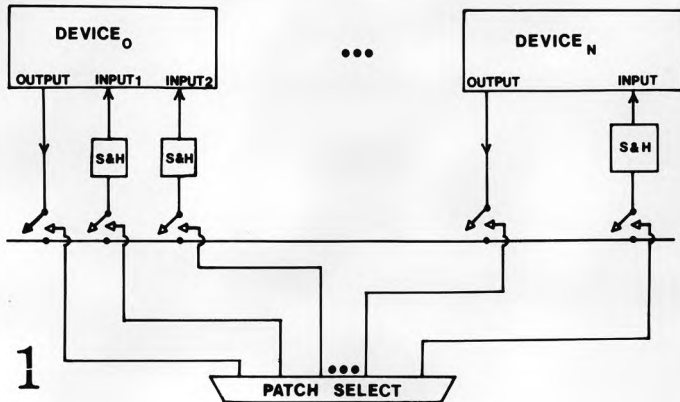 DEVICE0
OUTPUT INPUT1 INPUT2
S&H
S&H
•••
DEVICEN
OUTPUT INPUT
S&H
•••
PATCH SELECT
1